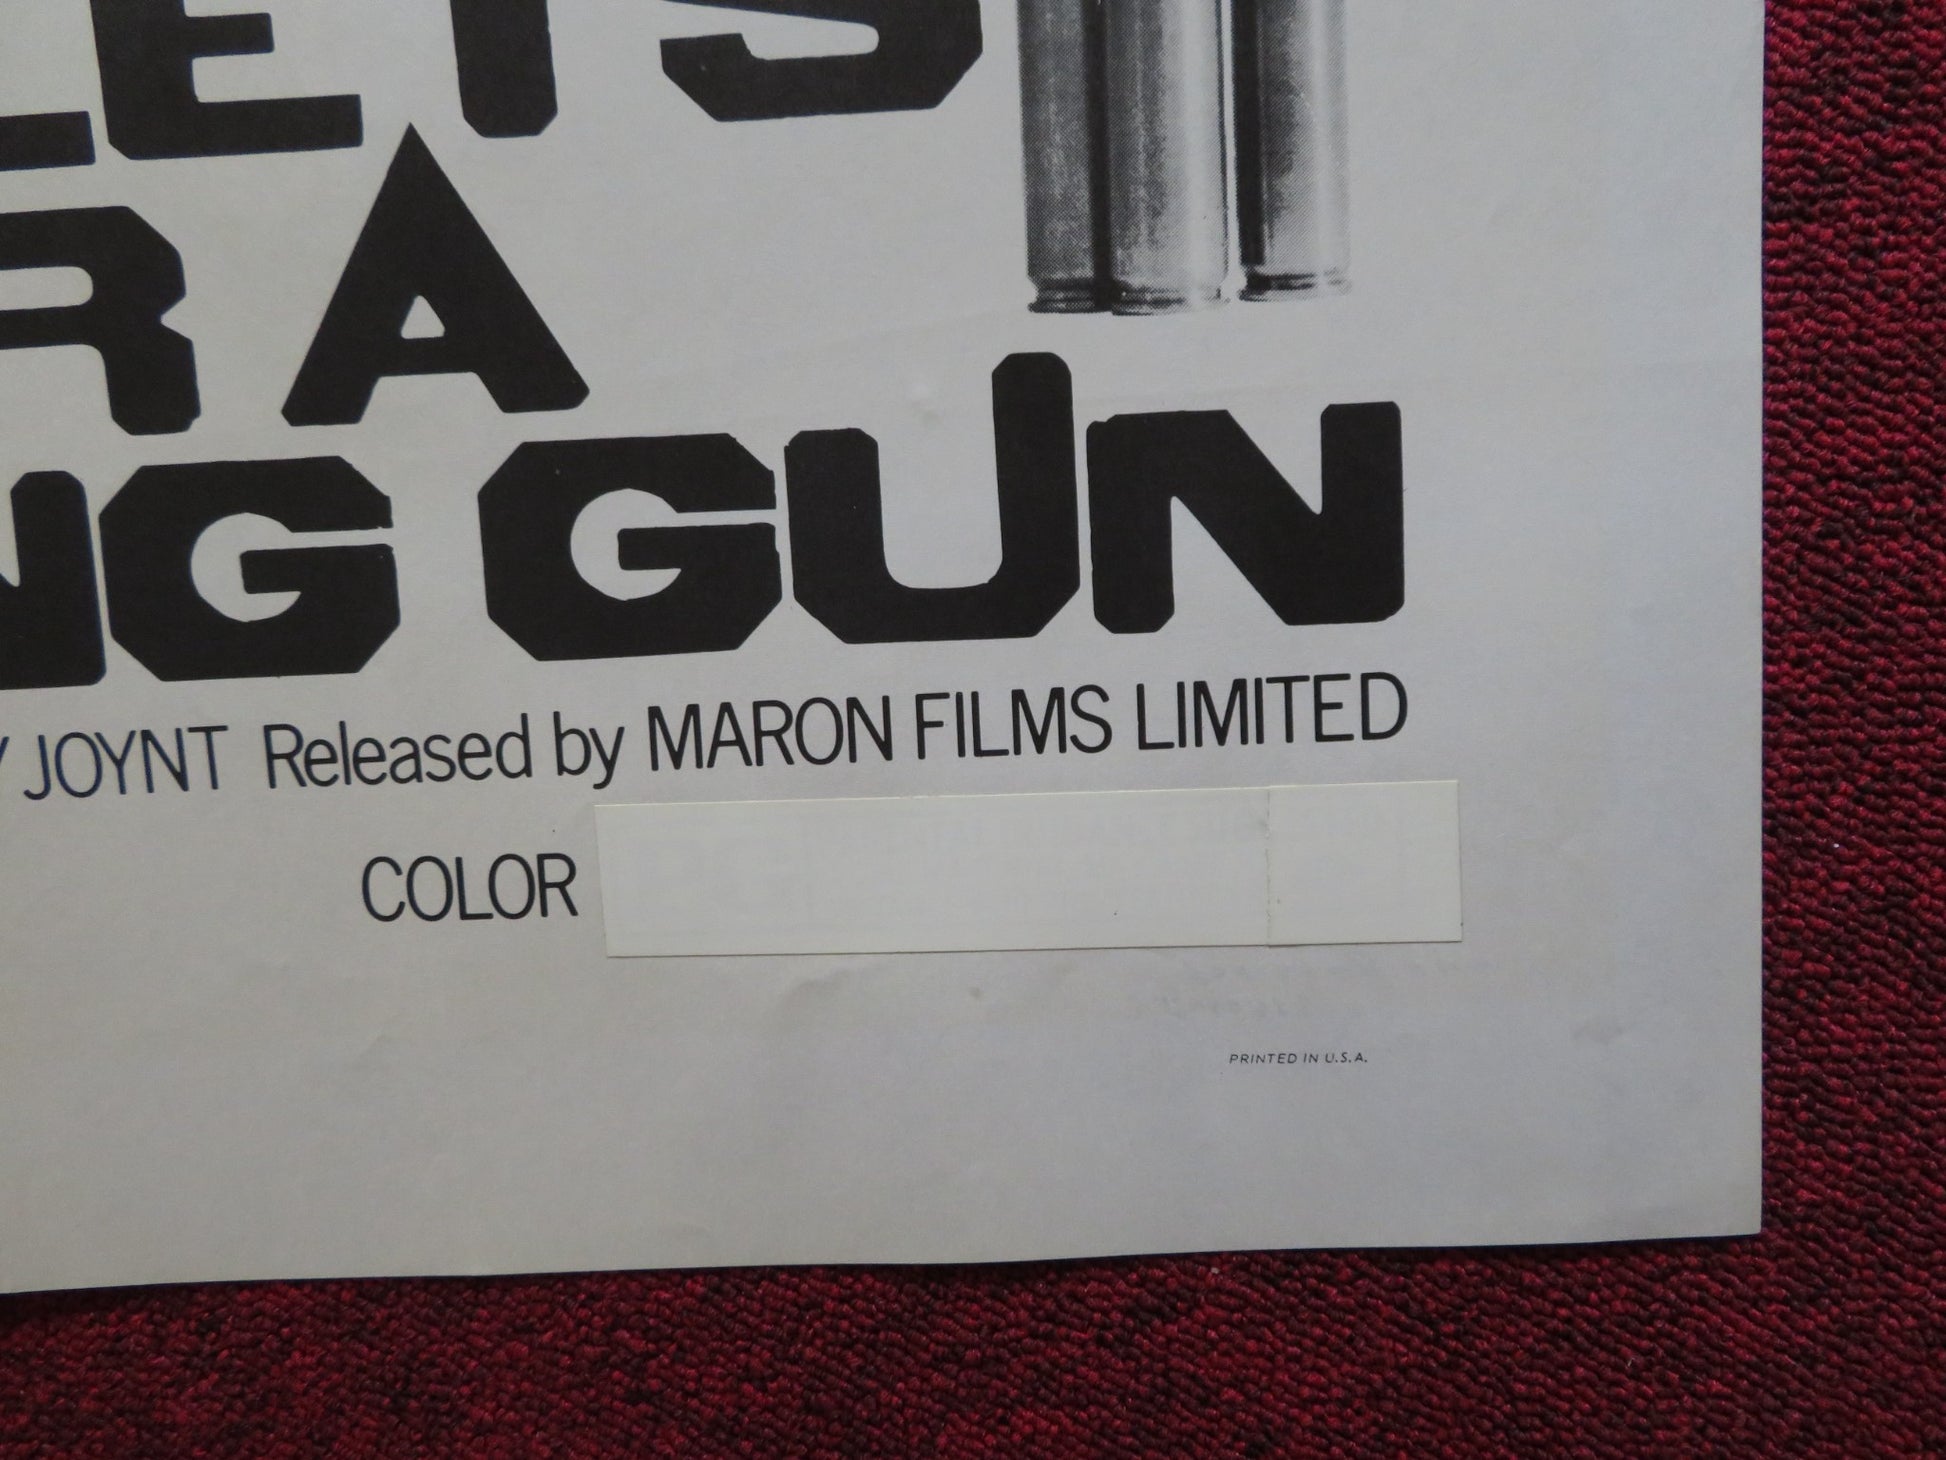 LETS
R A
NG GUN
Y JOYNT Released by MARON FILMS LIMITED
COLOR
PRINTED IN U.S.A.